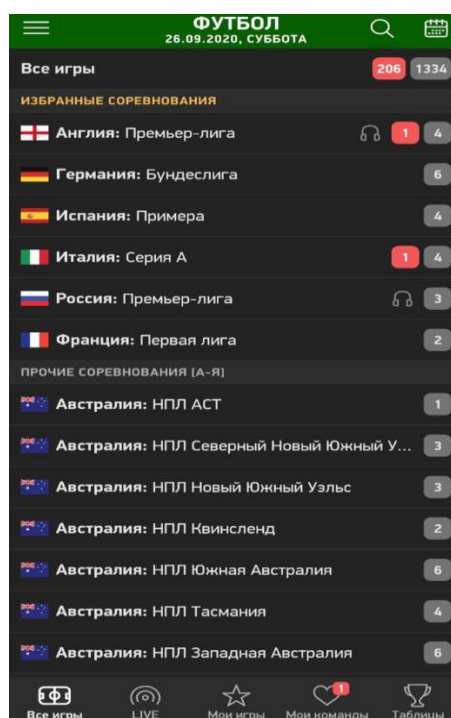 ФУТБОЛ
26.09.2020, СУББОТА
Все игры 206 1334
ИЗБРАННЫЕ СОРЕВНОВАНИЯ
Англия: Премьер-лига 1 4
Германия: Бундеслига 6
Испания: Примера 4
Италия: Серия А 1 4
Россия: Премьер-лига 3
Франция: Первая лига 2
ПРОЧИЕ СОРЕВНОВАНИЯ [А-Я]
Австралия: НПЛ АСТ 1
Австралия: НПЛ Северный Новый Южный У... 3
Австралия: НПЛ Новый Южный Уэльс 3
Австралия: НПЛ Квинсленд 2
Австралия: НПЛ Южная Австралия 6
Австралия: НПЛ Тасмания 4
Австралия: НПЛ Западная Австралия 6
1
Все игры LIVE Мои игры Мои команды Таблицы